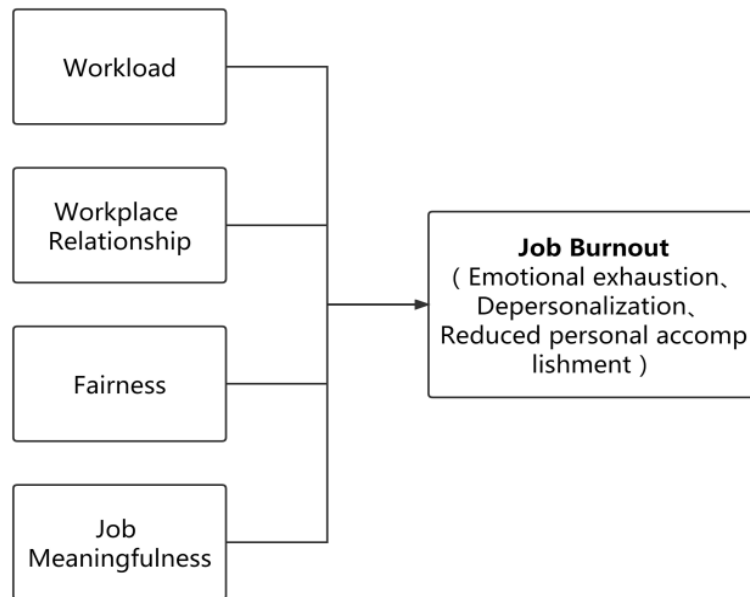 Workload
Workplace
Relationship
Fairness
Job
Meaningfulness
Job Burnout
( Emotional exhaustion、
Depersonalization、
Reduced personal accomp
lishment )